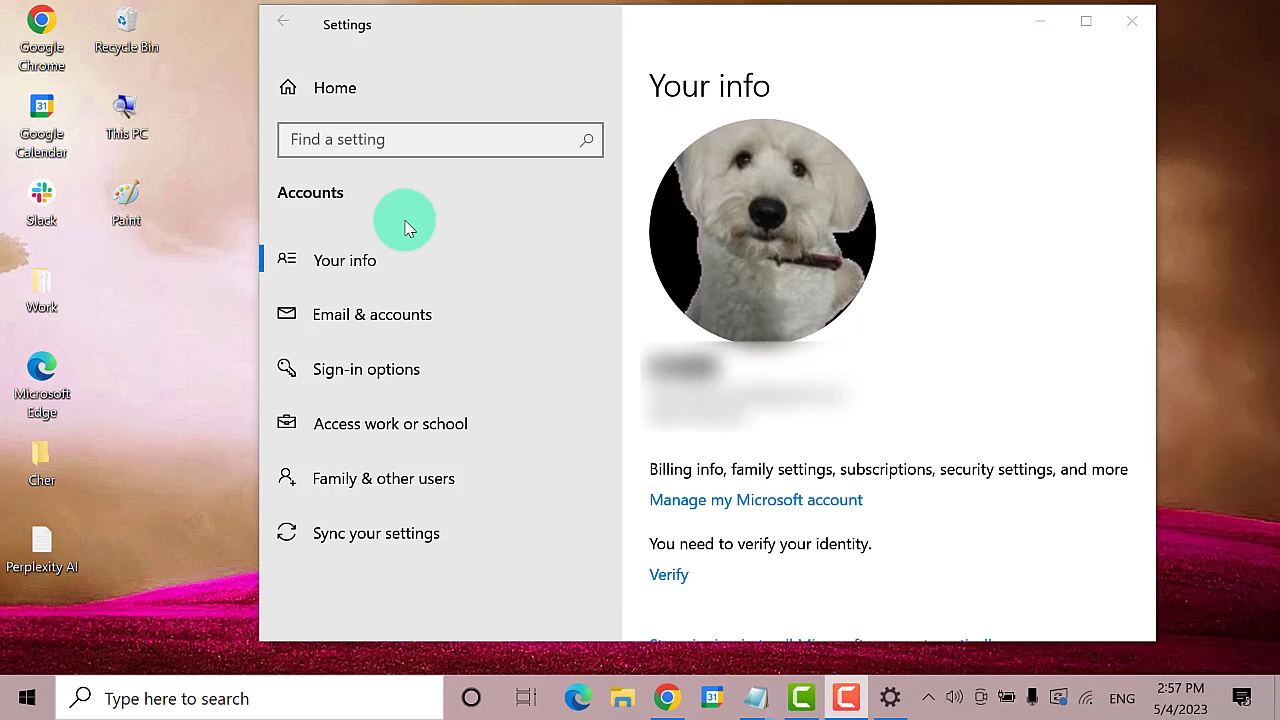 Google
Chrome
Recycle Bin
31
Google
Calendar
This PC
Slack
Paint
Work
Microsoft
Edge
Cher
Perplexity AI
Settings
Home
Find a setting
Accounts
Your info
Email & accounts
Sign-in options
Access work or school
Family & other users
Sync your settings
Your info
Billing info, family settings, subscriptions, security settings, and more
Manage my Microsoft account
You need to verify your identity.
Verify
Type here to search
31
ENG
2:57 PM
5/4/2023